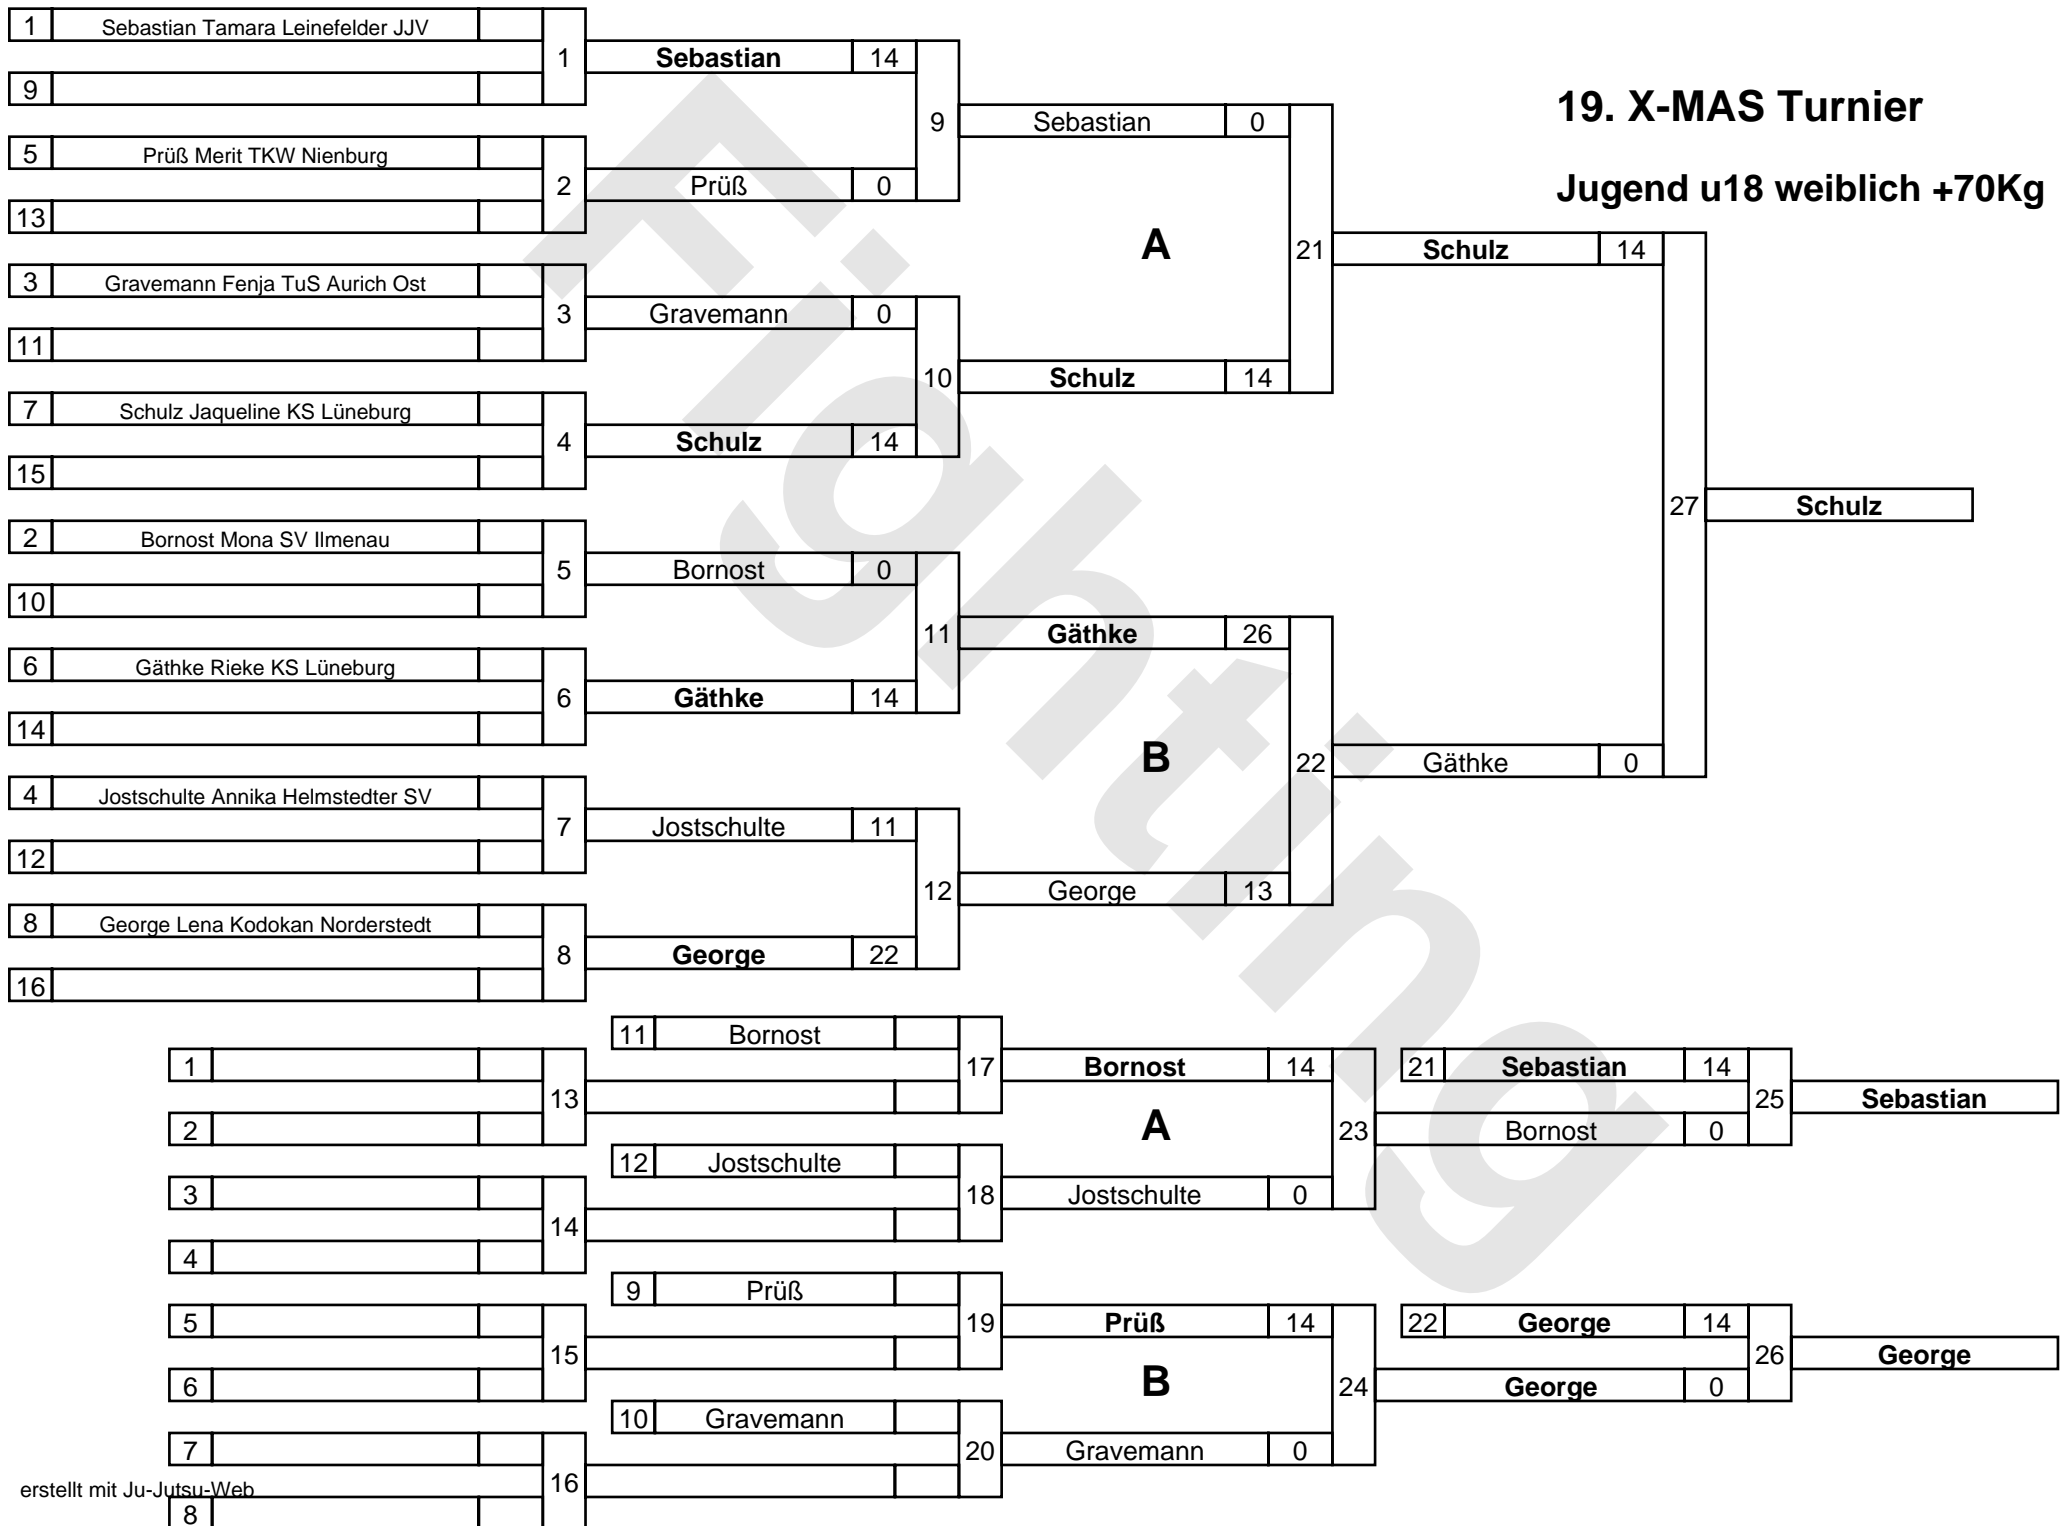 19. X-MAS Turnier
Jugend u18 weiblich +70Kg
Fighting
1 Sebastian Tamara Leinefelder JJV
9
1
5 Prüß Merit TKW Nienburg
13
2
3 Gravemann Fenja TuS Aurich Ost
11
3
7 Schulz Jaqueline KS Lüneburg
15
4
2 Bornost Mona SV Ilmenau
10
5
6 Gäthke Rieke KS Lüneburg
14
6
4 Jostschulte Annika Helmstedter SV
12
7
8 George Lena Kodokan Norderstedt
16
8
Sebastian 14
Prüß 0
9
Gravemann 0
Schulz 14
10
Bornost 0
Gäthke 14
11
Jostschulte 11
George 22
12
Sebastian 0
A
Schulz 14
21
Gäthke 26
B
George 13
22
Schulz 14
Gäthke 0
27
Schulz
1
2
13
3
4
14
5
6
15
7
8
16
11 Bornost
17
12 Jostschulte
18
9 Prüß
19
10 Gravemann
20
Bornost 14
A
Jostschulte 0
23
Prüß 14
B
Gravemann 0
24
21 Sebastian 14
Bornost 0
25
Sebastian
22 George 14
George 0
26
George
erstellt mit Ju-Jutsu-Web